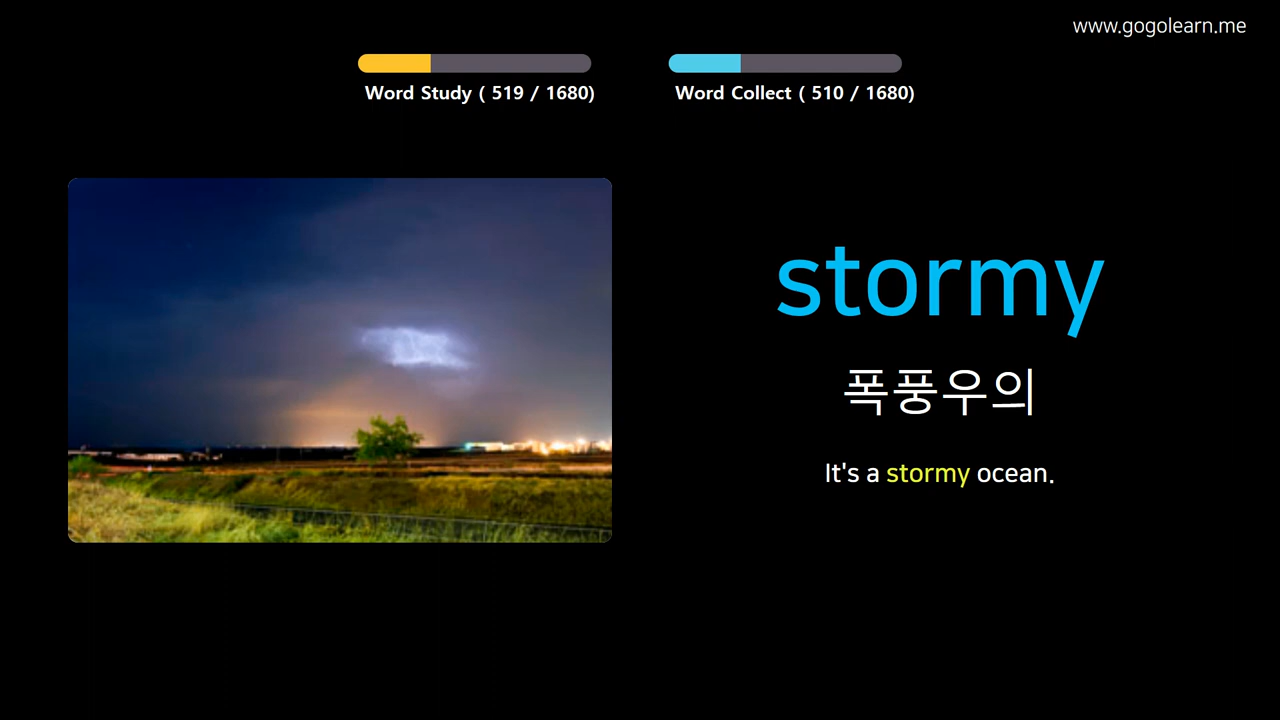 www.gogolearn.me
Word Study ( 519 / 1680)
Word Collect ( 510 / 1680)
stormy
폭풍우의
It's a stormy ocean.